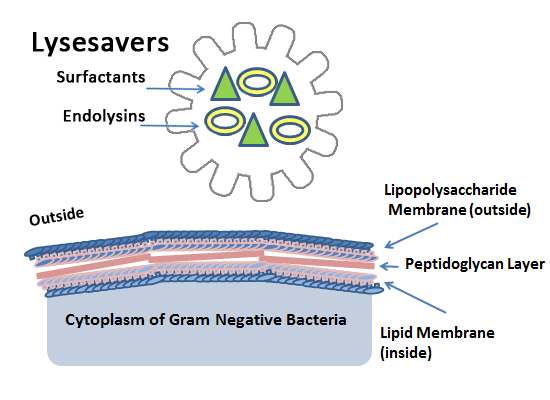 Lysesavers
Surfactants
Endolysins
Outside
Lipopolysaccharide
Membrane (outside)
Peptidoglycan Layer
Cytoplasm of Gram Negative Bacteria
Lipid Membrane
(inside)